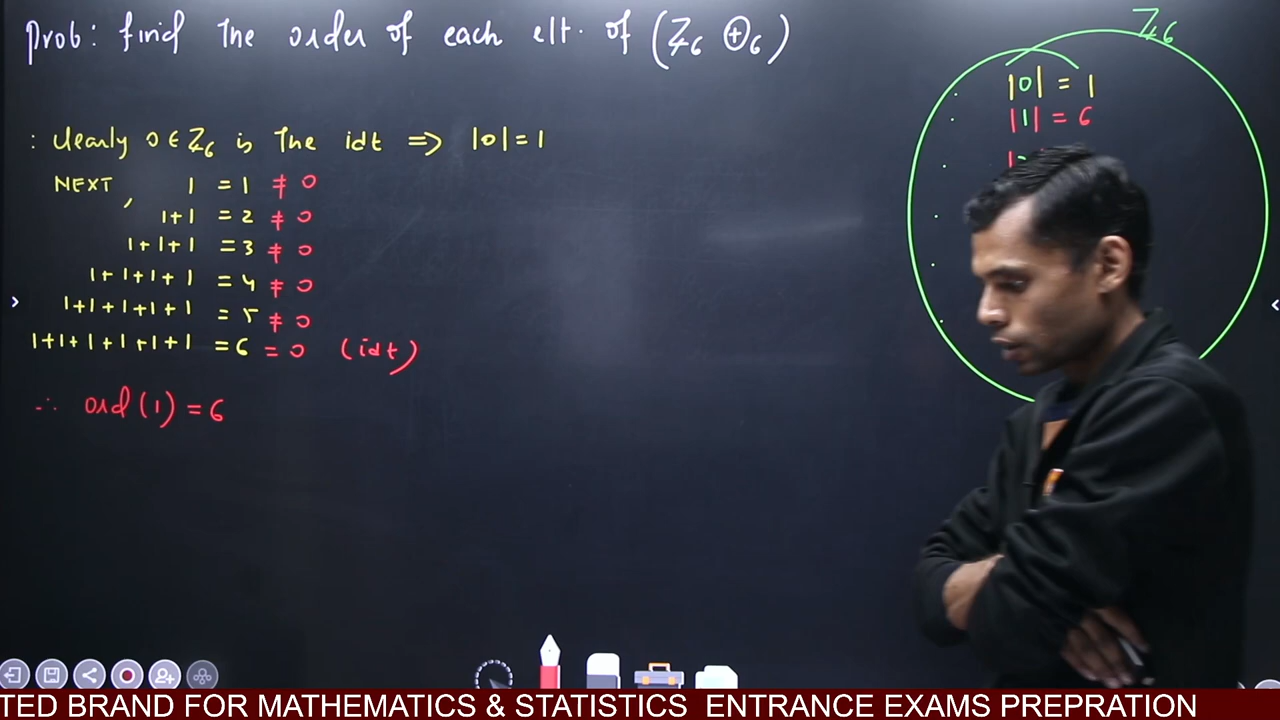 Prob: find The order of each elt. of (Z6 ⊕6)
: Clearly 0 ∈ Z6 is The idt => |0| = 1
NEXT, 1 = 1 ≠ 0
1+1 = 2 ≠ 0
1+1+1 = 3 ≠ 0
1+1+1+1 = 4 ≠ 0
1+1+1+1+1 = 5 ≠ 0
1+1+1+1+1+1 = 6 = 0 (idt)
∴ ord(1) = 6
Z6
|0| = 1
|1| = 6
TED BRAND FOR MATHEMATICS & STATISTICS ENTRANCE EXAMS PREPRATION